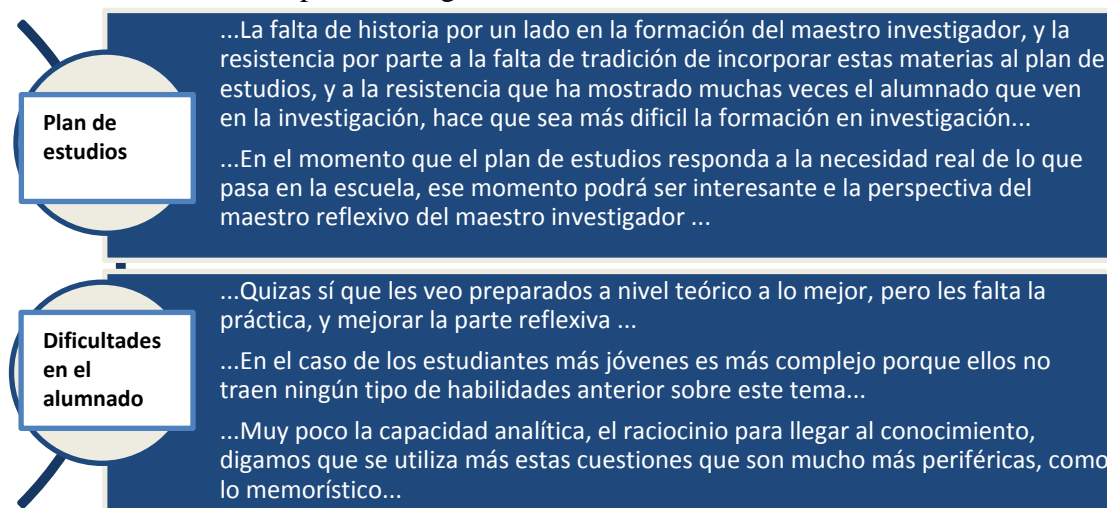 Plan de
estudios
...La falta de historia por un lado en la formación del maestro investigador, y la
resistencia por parte a la falta de tradición de incorporar estas materias al plan de
estudios, y a la resistencia que ha mostrado muchas veces el alumnado que ven
en la investigación, hace que sea más dificil la formación en investigación...
...En el momento que el plan de estudios responda a la necesidad real de lo que
pasa en la escuela, ese momento podrá ser interesante e la perspectiva del
maestro reflexivo del maestro investigador ...
Dificultades
en el
alumnado
...Quizas sí que les veo preparados a nivel teórico a lo mejor, pero les falta la
práctica, y mejorar la parte reflexiva ...
...En el caso de los estudiantes más jóvenes es más complejo porque ellos no
traen ningún tipo de habilidades anterior sobre este tema...
...Muy poco la capacidad analítica, el raciocinio para llegar al conocimiento,
digamos que se utiliza más estas cuestiones que son mucho más periféricas, como
lo memorístico...